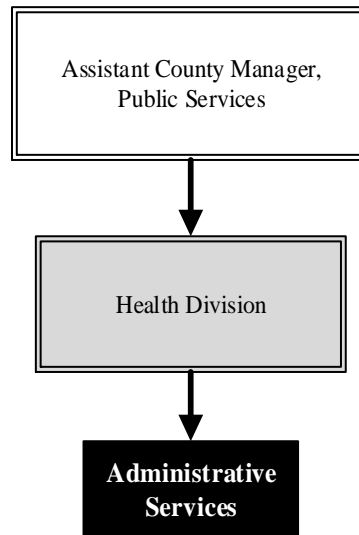 Assistant County Manager,
Public Services
Health Division
Administrative
Services